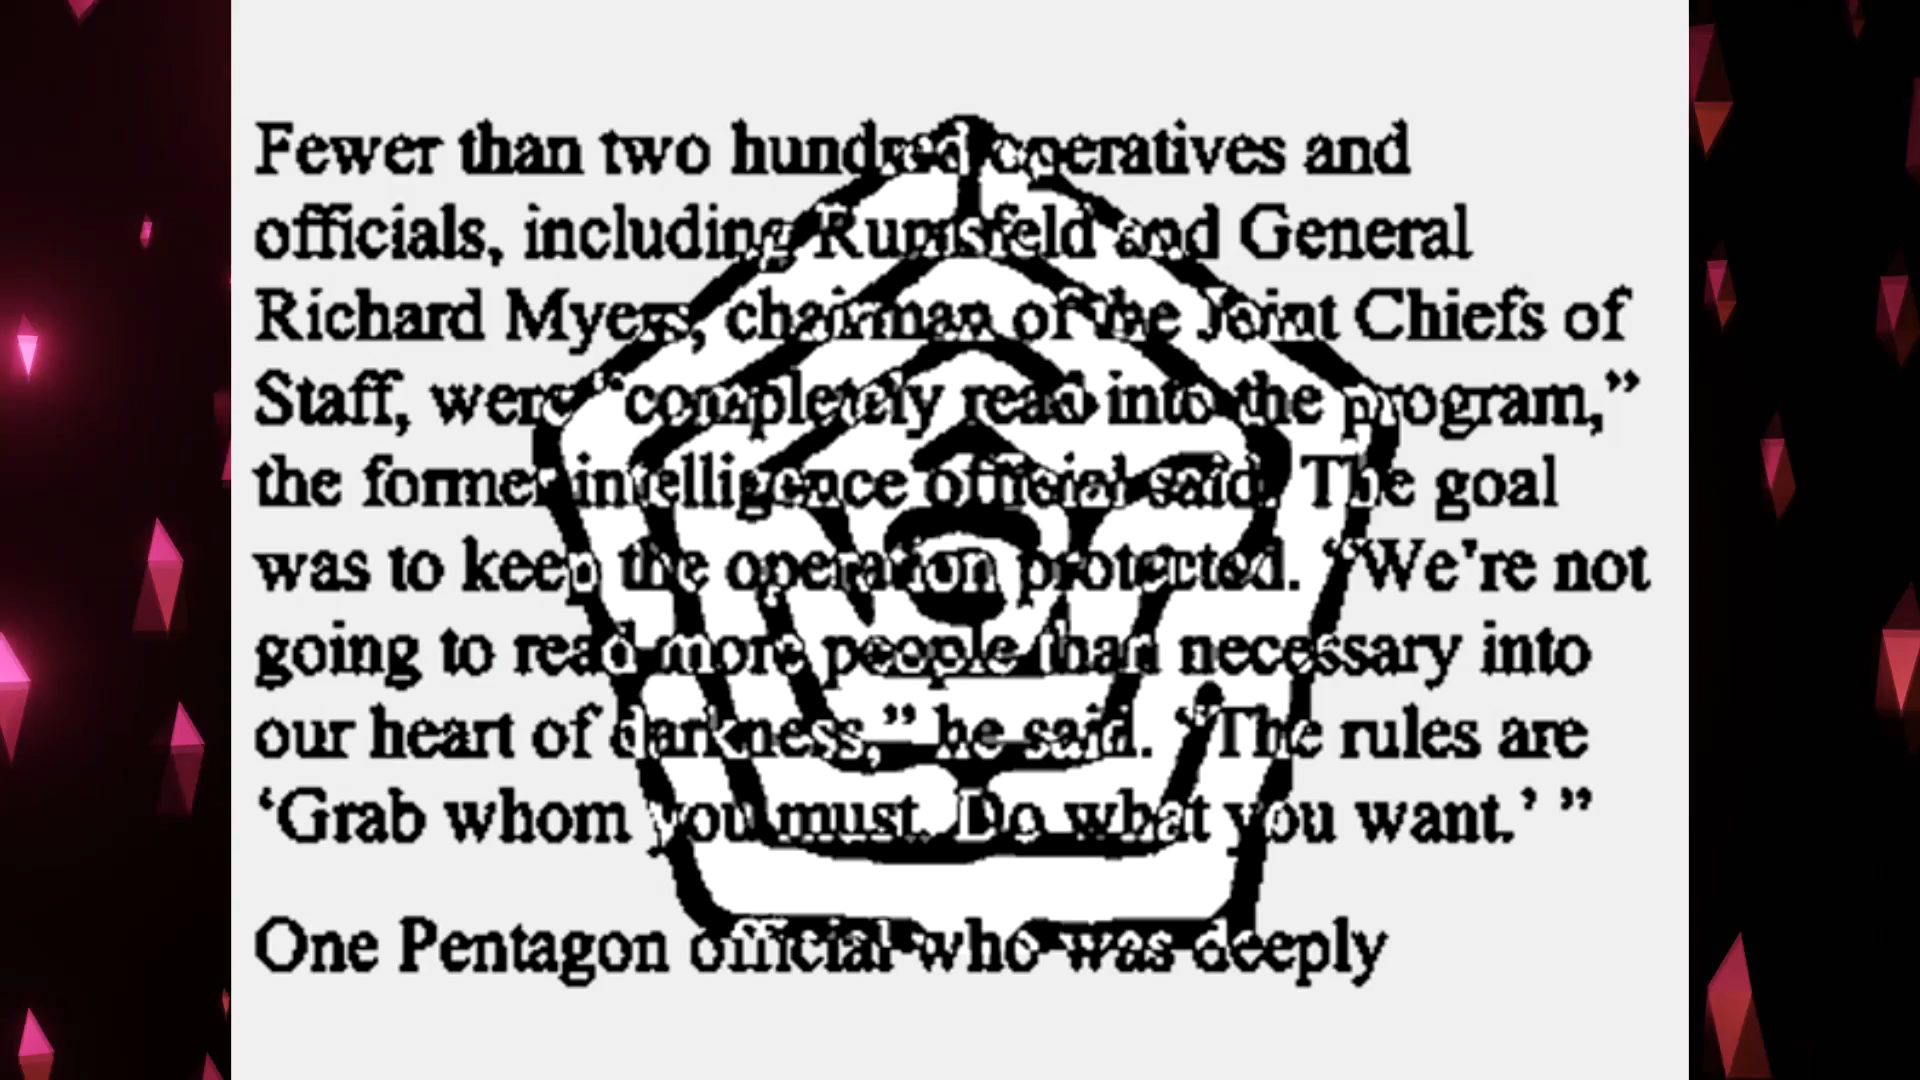 Fewer than two hundred operatives and
officials, including Rumsfeld and General
Richard Myers, chairman of the Joint Chiefs of
Staff, were “completely read into the program,”
the former intelligence official said. The goal
was to keep the operation protected. “We’re not
going to read more people than necessary into
our heart of darkness,” he said. “The rules are
‘Grab whom you must. Do what you want.’ ”
One Pentagon official who was deeply